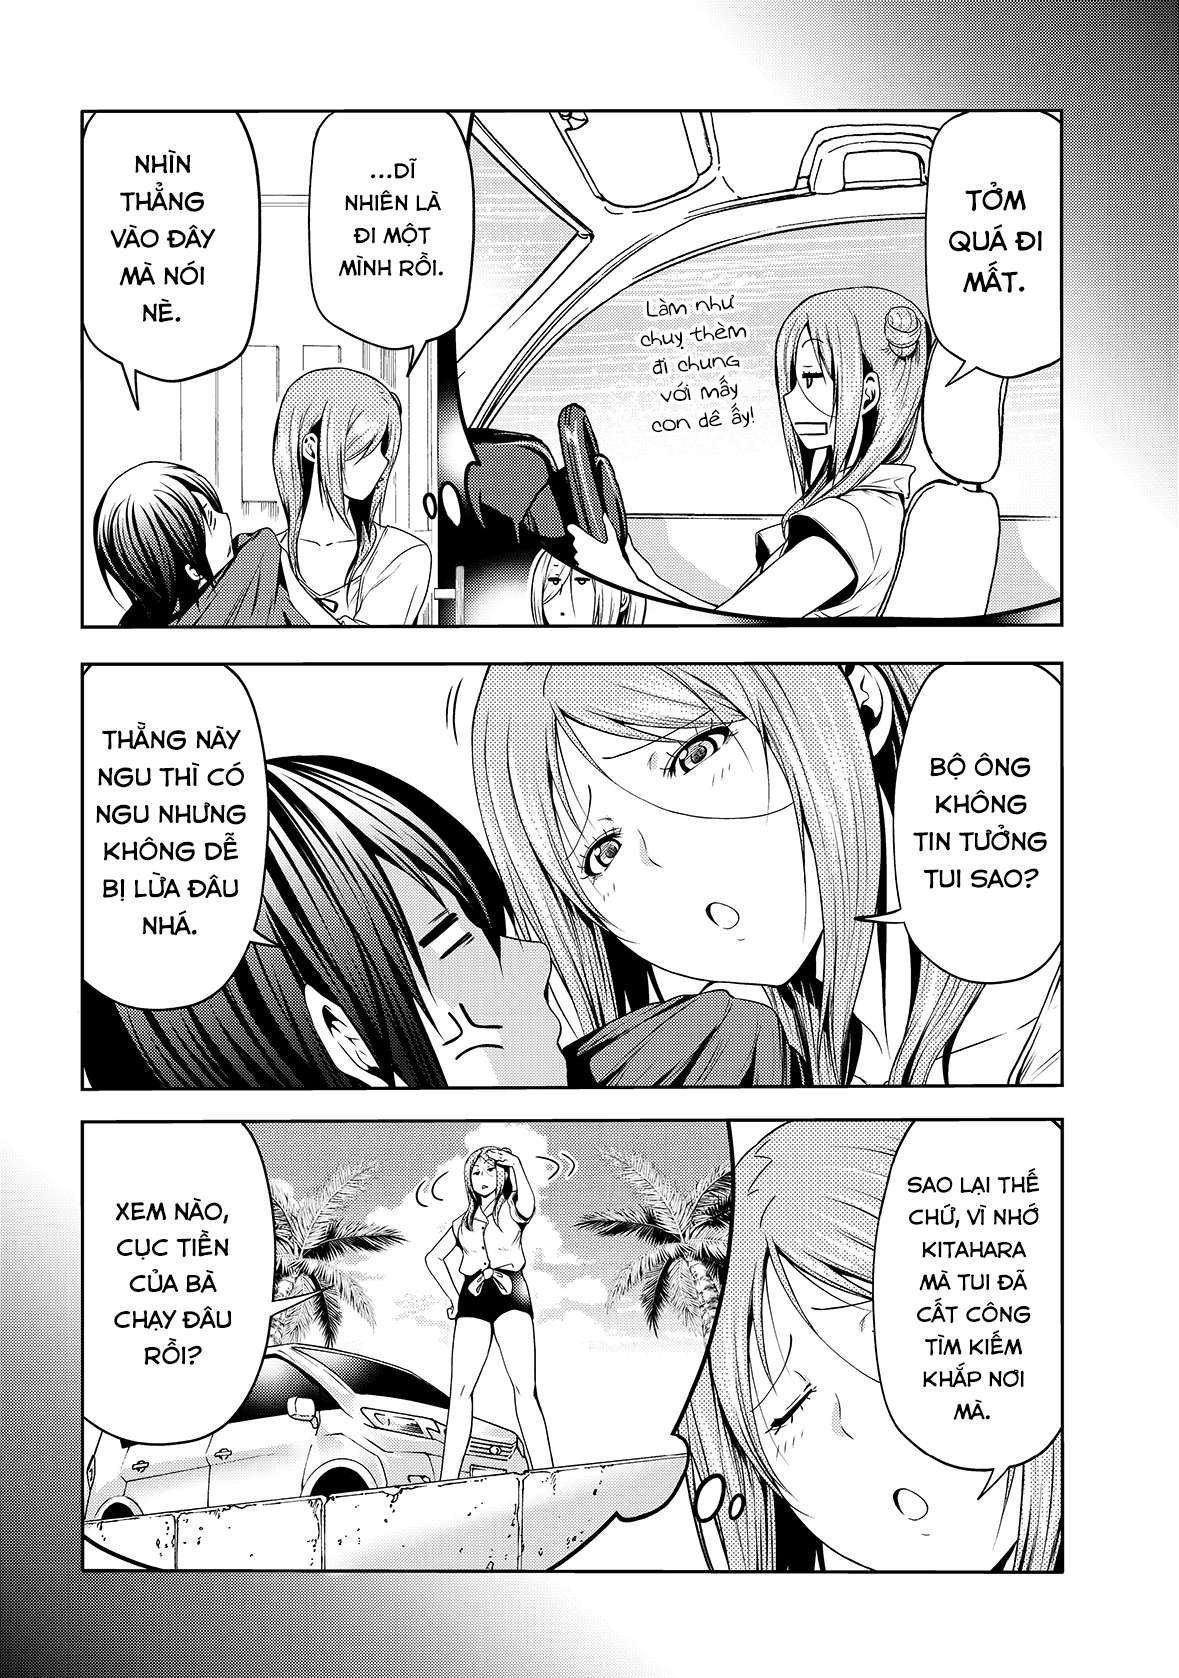 TỞM
QUÁ ĐI
MẤT.
Làm như
chuỵ thèm
đi chung
với mấy
con dê ấy!
...DĨ
NHIÊN LÀ
ĐI MỘT
MÌNH RỒI.
NHÌN
THẲNG
VÀO ĐÂY
MÀ NÓI
NÈ.
BỘ ÔNG
KHÔNG
TIN TƯỞNG
TUI SAO?
THẰNG NÀY
NGU THÌ CÓ
NGU NHƯNG
KHÔNG DỄ
BỊ LỪA ĐÂU
NHÁ.
SAO LẠI THẾ
CHỨ, VÌ NHỚ
KITAHARA
MÀ TUI ĐÃ
CẤT CÔNG
TÌM KIẾM
KHẮP NƠI
MÀ.
XEM NÀO,
CỤC TIỀN
CỦA BÀ
CHẠY ĐÂU
RỒI?